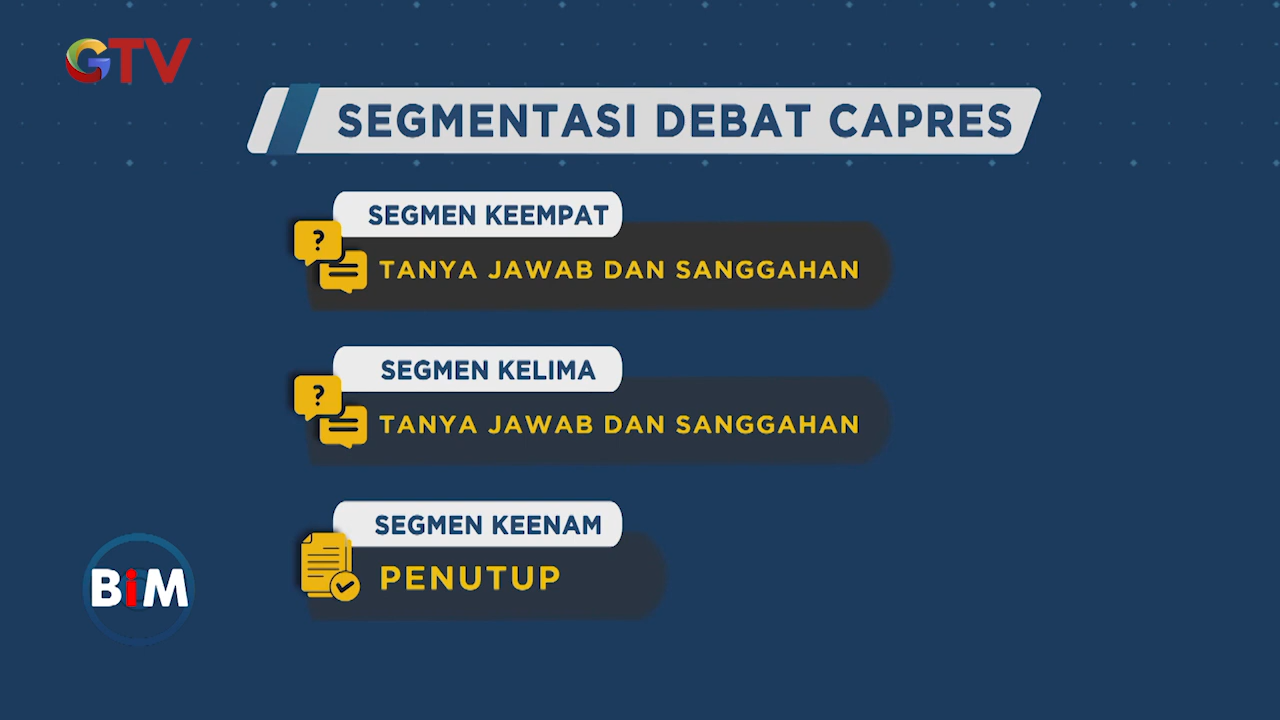 GTV
SEGMENTASI DEBAT CAPRES
SEGMEN KEEMPAT
?
TANYA JAWAB DAN SANGGAHAN
SEGMEN KELIMA
?
TANYA JAWAB DAN SANGGAHAN
SEGMEN KEENAM
PENUTUP
BiM